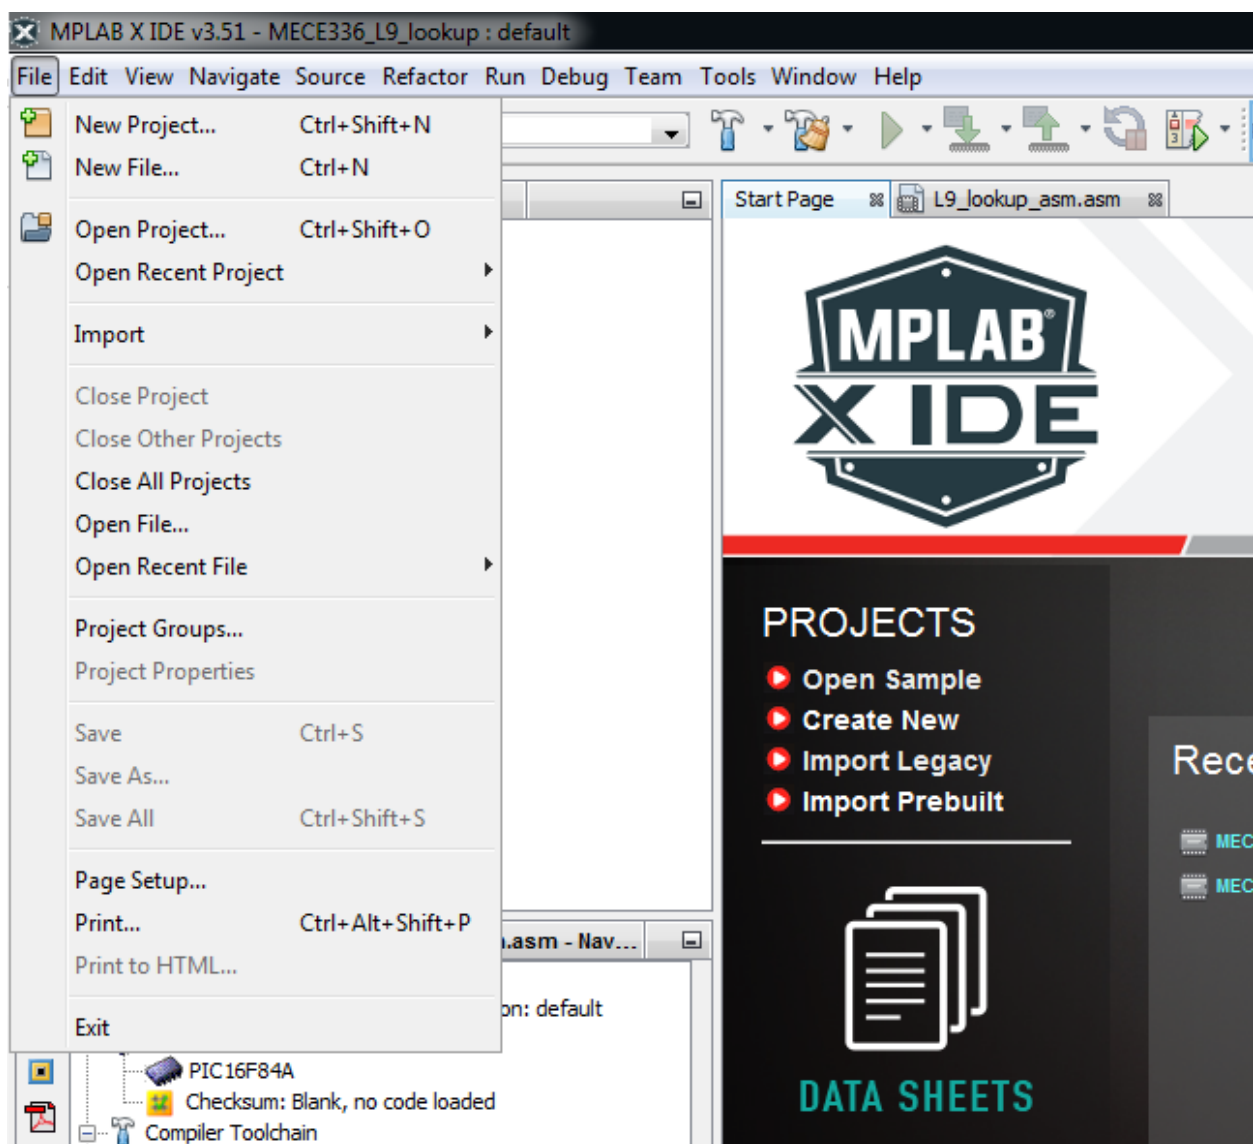 MPLAB X IDE v3.51 - MECE336_L9_lookup : default
File Edit View Navigate Source Refactor Run Debug Team Tools Window Help
New Project... Ctrl+Shift+N
New File... Ctrl+N
Open Project... Ctrl+Shift+O
Open Recent Project
Import
Close Project
Close Other Projects
Close All Projects
Open File...
Open Recent File
Project Groups...
Project Properties
Save Ctrl+S
Save As...
Save All Ctrl+Shift+S
Page Setup...
Print... Ctrl+Alt+Shift+P
Print to HTML...
Exit
.asm - Nav...
on: default
PIC16F84A
Checksum: Blank, no code loaded
Compiler Toolchain
Start Page L9_lookup_asm.asm
MPLAB®
X IDE
PROJECTS
Open Sample
Create New
Import Legacy
Import Prebuilt
DATA SHEETS
Rece
MEC
MEC